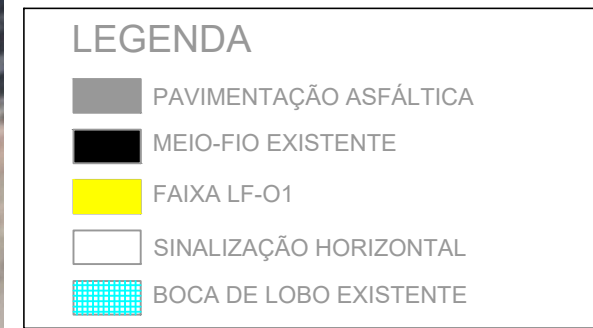 LEGENDA
PAVIMENTAÇÃO ASFÁLTICA
MEIO-FIO EXISTENTE
FAIXA LF-O1
SINALIZAÇÃO HORIZONTAL
BOCA DE LOBO EXISTENTE